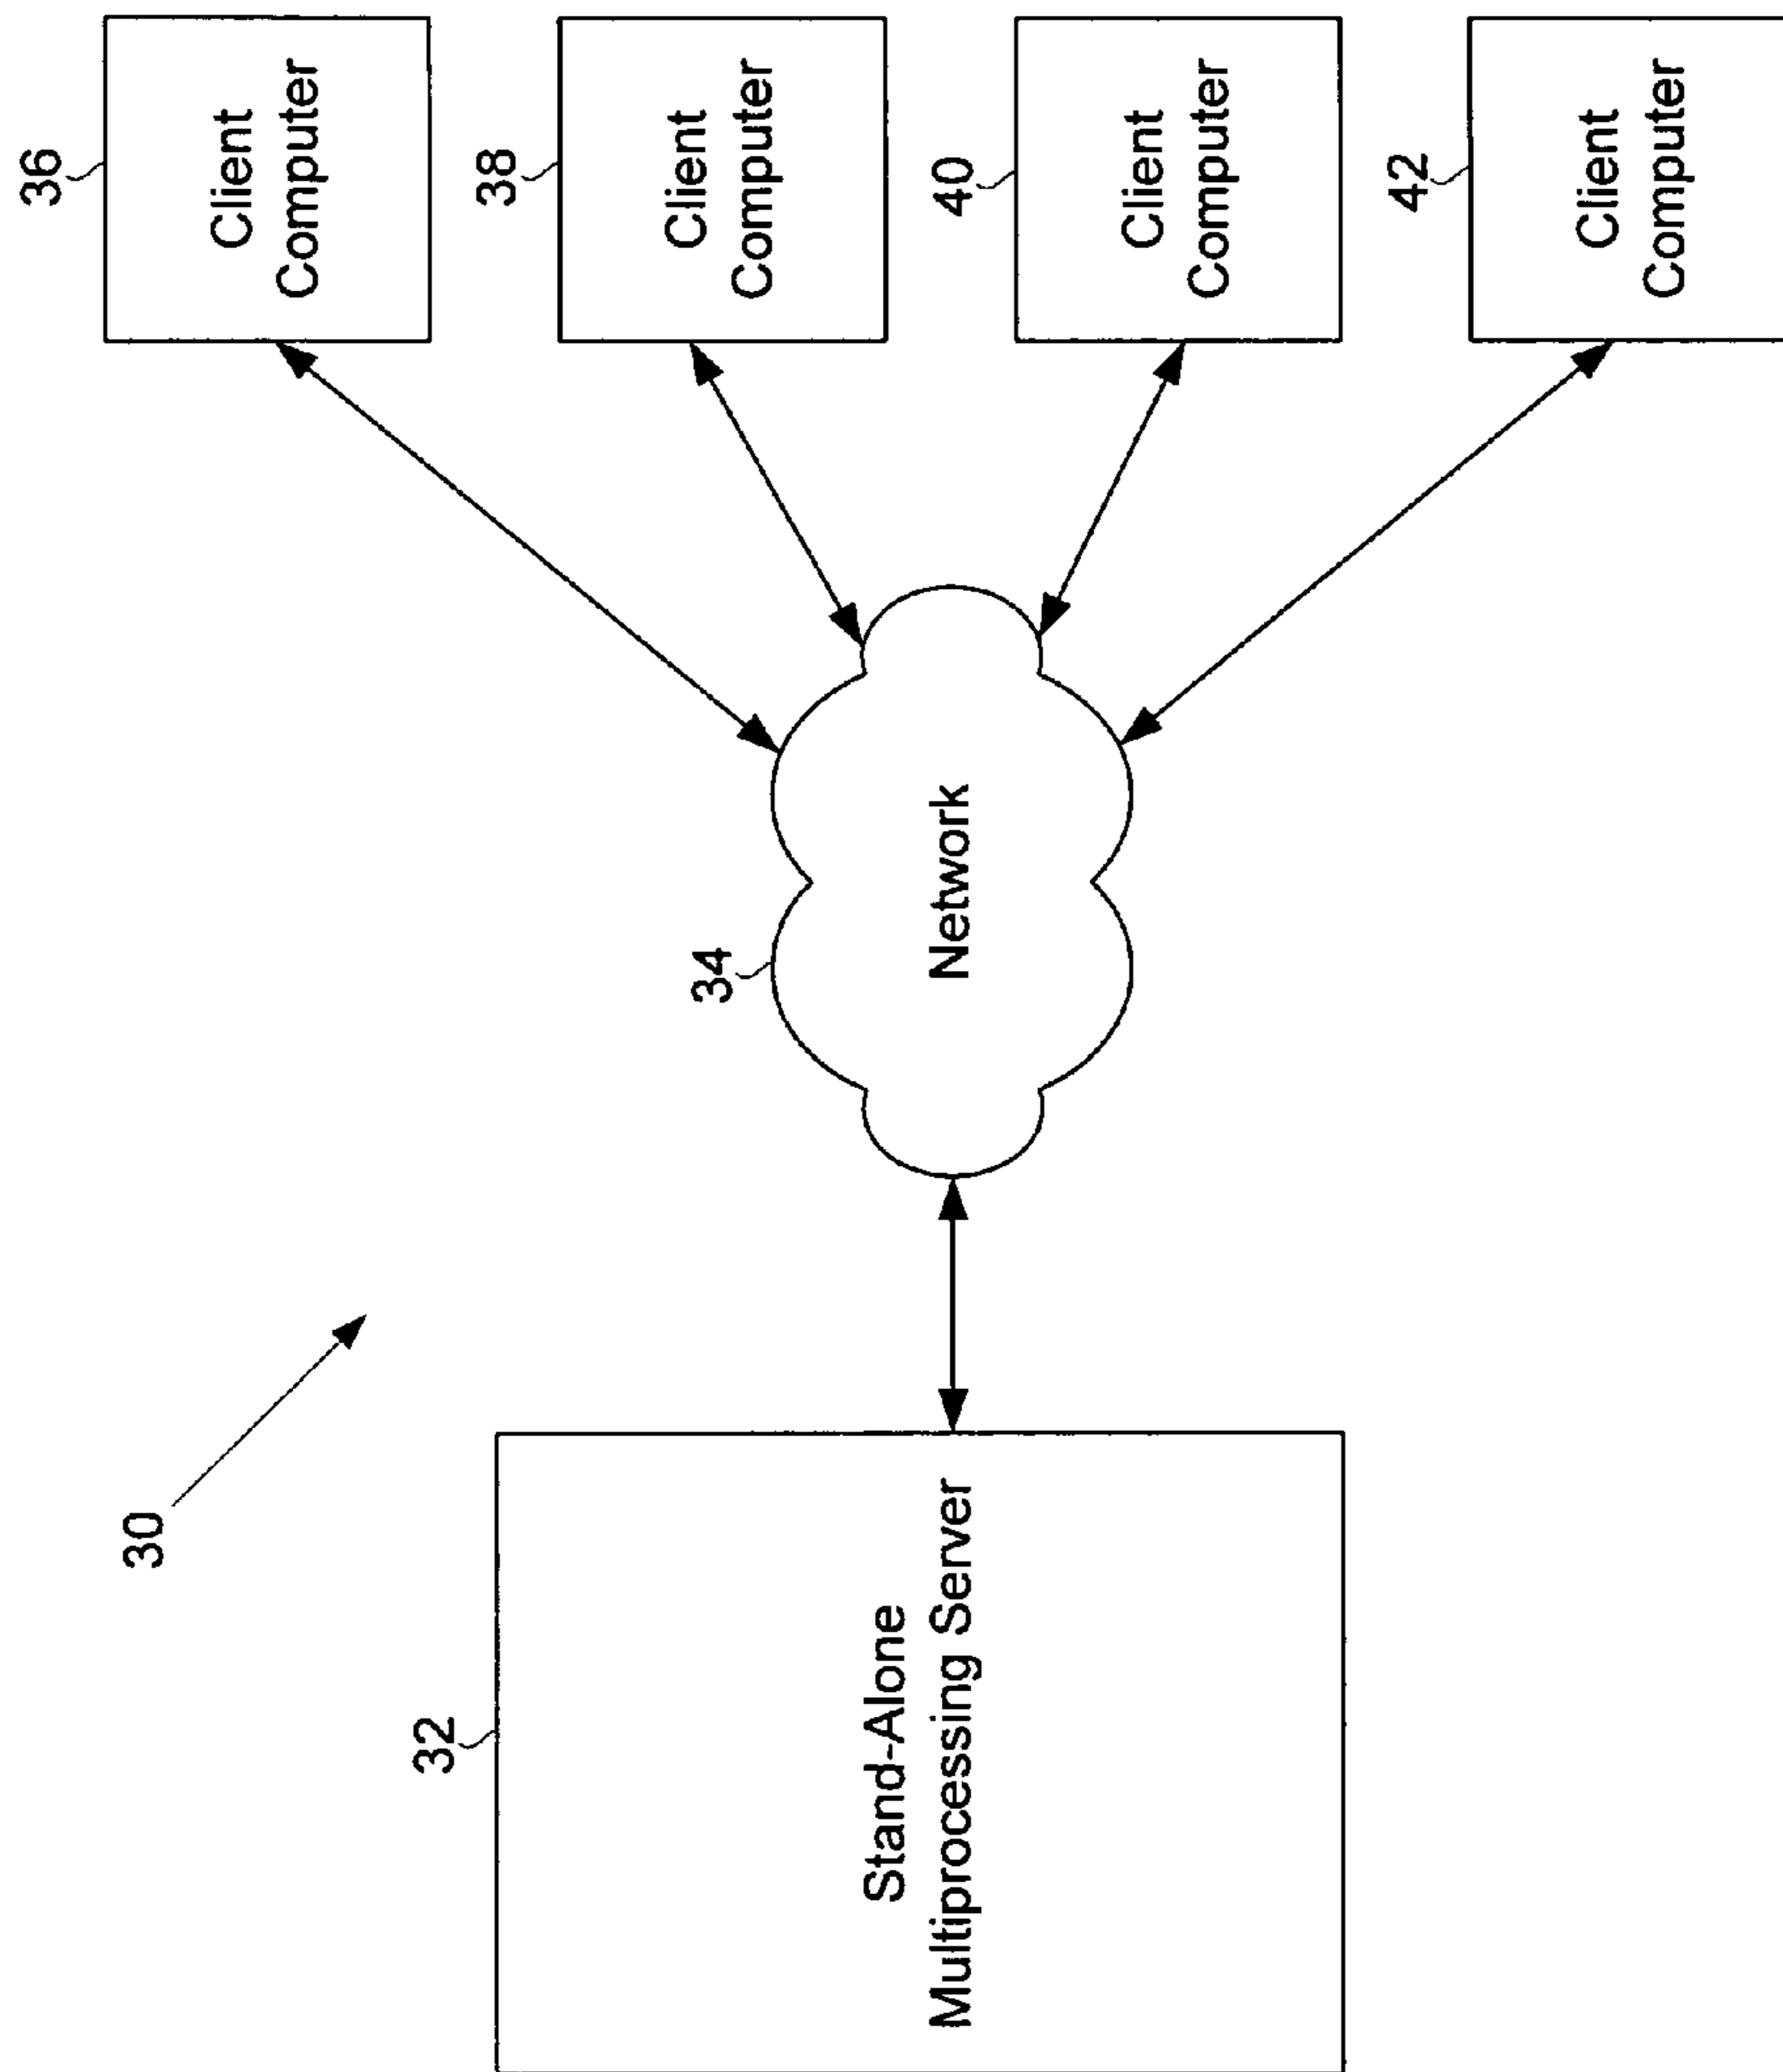 30
32
Stand-Alone
Multiprocessing Server
34
Network
36
Client
Computer
38
Client
Computer
40
Client
Computer
42
Client
Computer